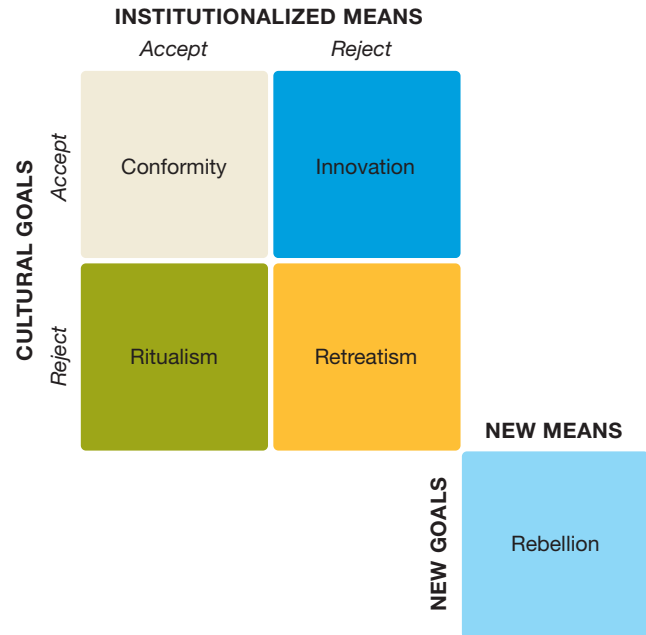 INSTITUTIONALIZED MEANS
Accept
Reject
CULTURAL GOALS
Accept
Conformity
Innovation
Reject
Ritualism
Retreatism
NEW MEANS
NEW GOALS
Rebellion